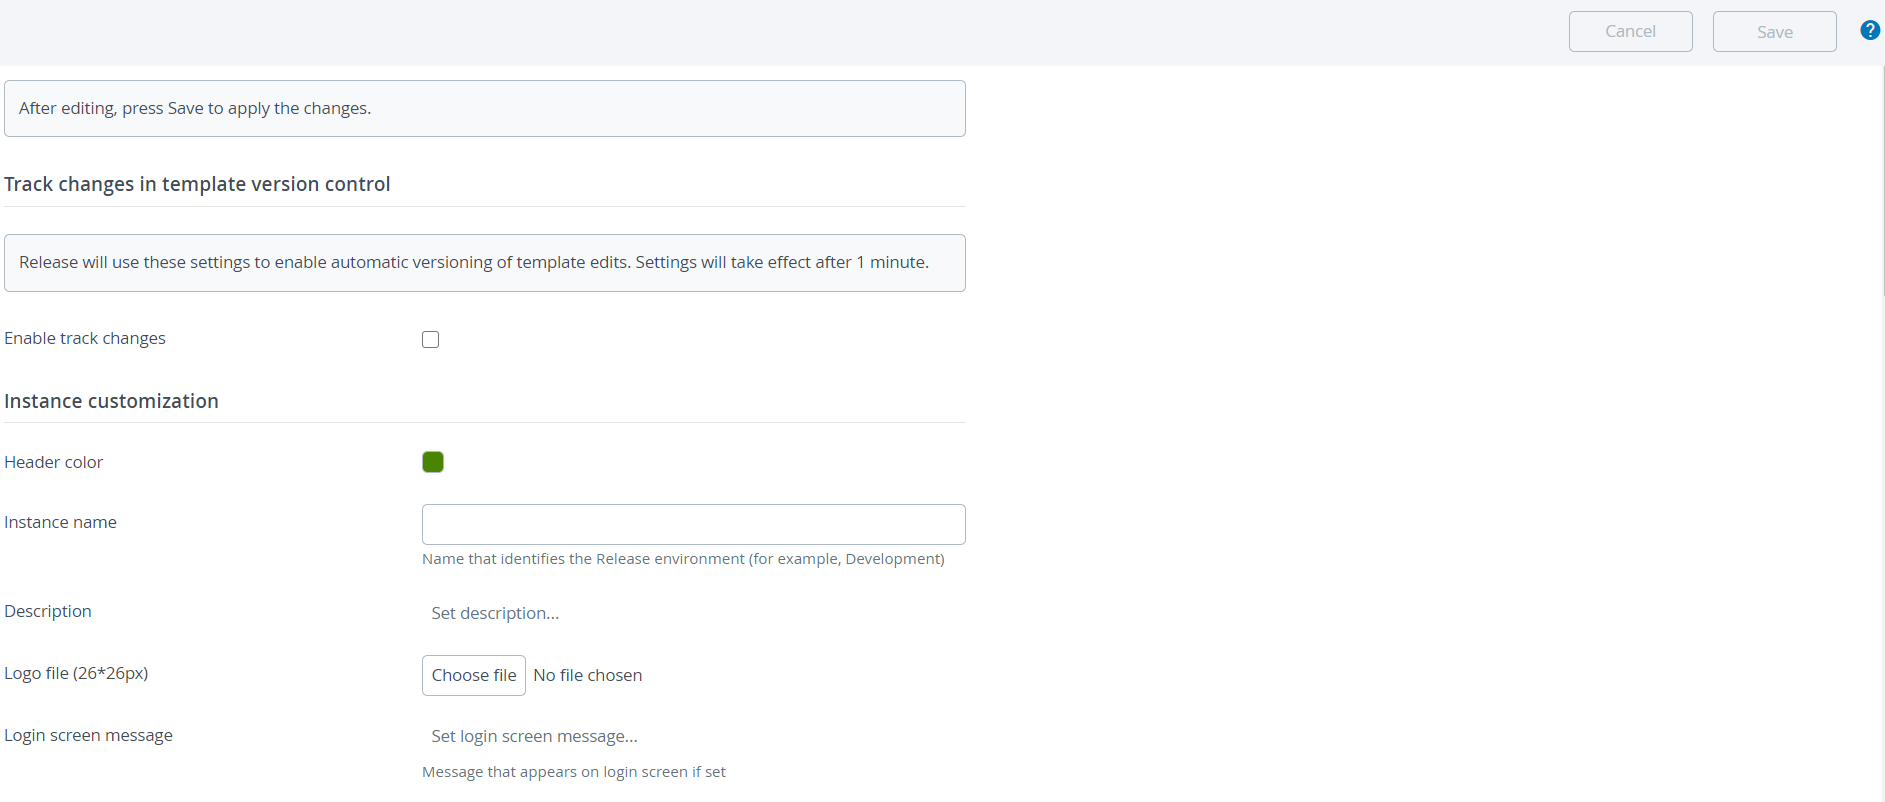 Cancel
Save
?
After editing, press Save to apply the changes.
Track changes in template version control
Release will use these settings to enable automatic versioning of template edits. Settings will take effect after 1 minute.
Enable track changes
Instance customization
Header color
Instance name
Name that identifies the Release environment (for example, Development)
Description
Set description...
Logo file (26*26px)
Choose file
No file chosen
Login screen message
Set login screen message...
Message that appears on login screen if set